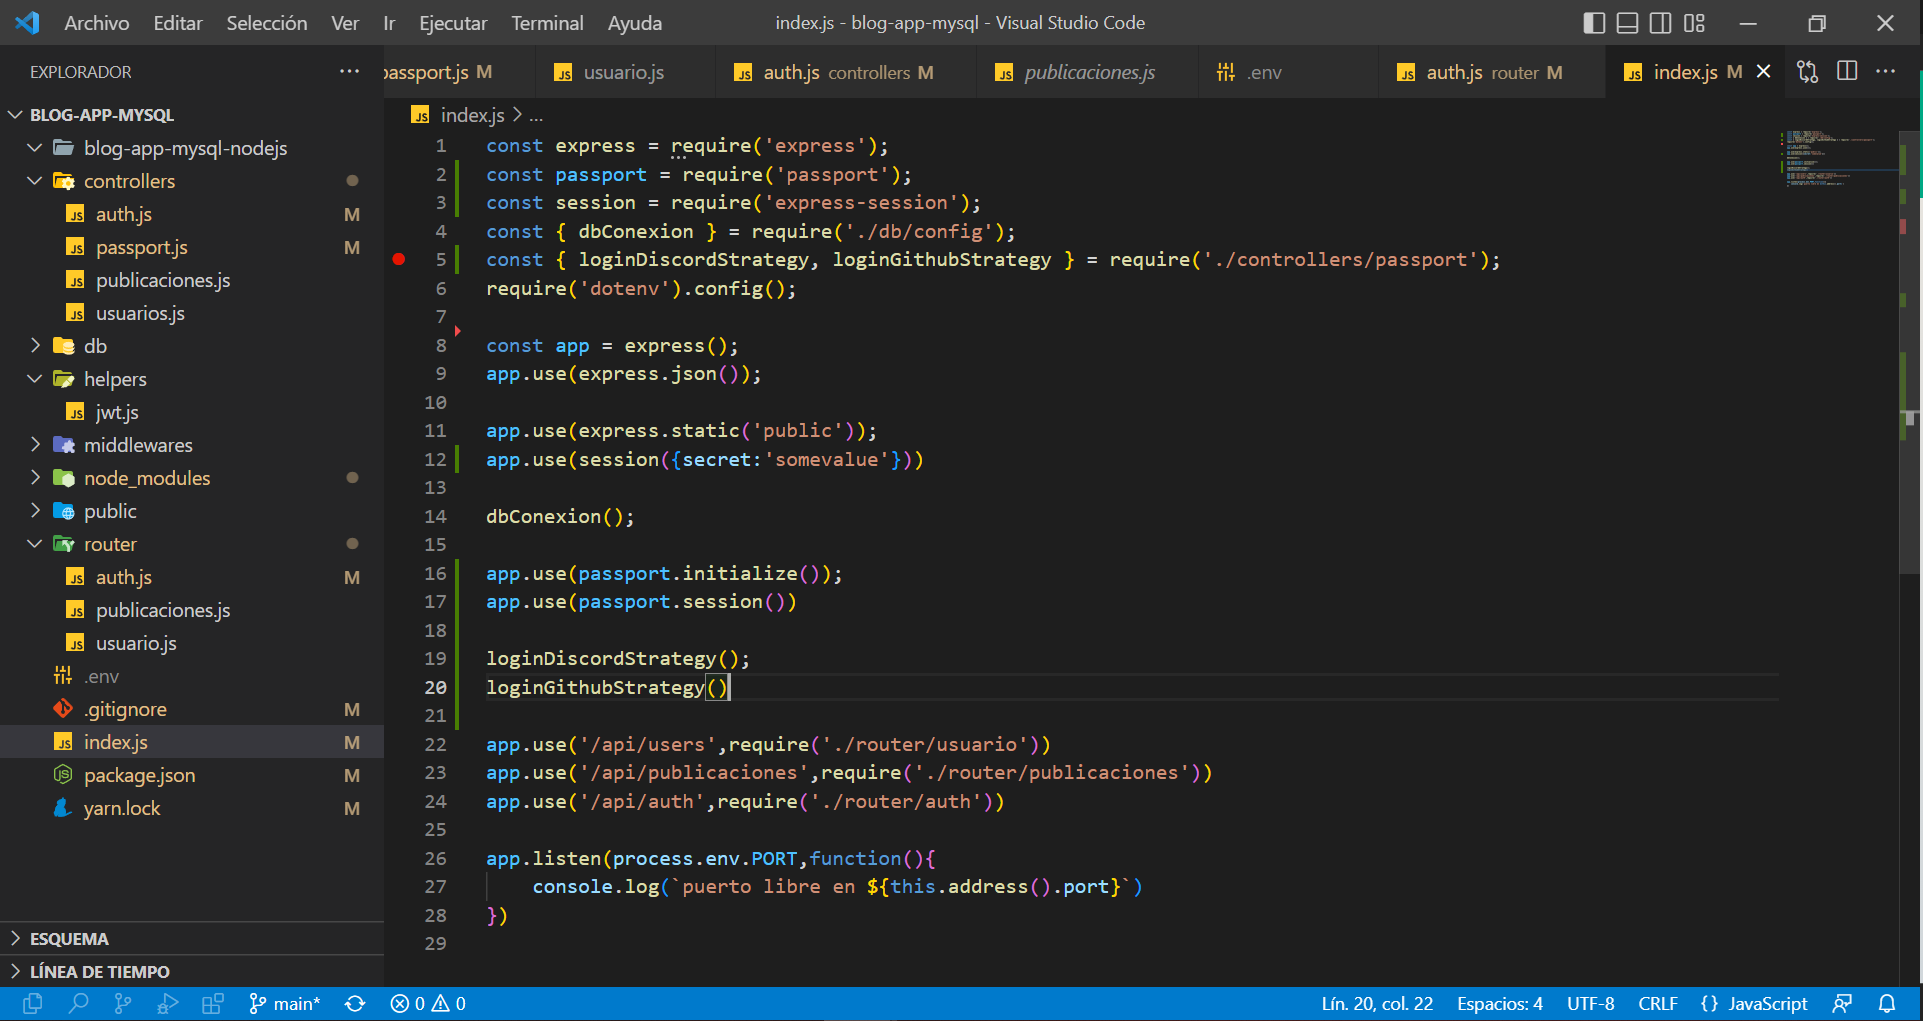 Archivo Editar Selección Ver Ir Ejecutar Terminal Ayuda
index.js - blog-app-mysql - Visual Studio Code
EXPLORADOR
passport.js M
usuario.js
auth.js controllers M
publicaciones.js
.env
auth.js router M
index.js M
BLOG-APP-MYSQL
blog-app-mysql-nodejs
controllers
auth.js M
passport.js M
publicaciones.js
usuarios.js
db
helpers
jwt.js
middlewares
node_modules
public
router
auth.js M
publicaciones.js
usuario.js
.env
.gitignore M
index.js M
package.json M
yarn.lock M
ESQUEMA
LÍNEA DE TIEMPO
index.js > ...
1 const express = require('express');
2 const passport = require('passport');
3 const session = require('express-session');
4 const { dbConexion } = require('./db/config');
5 const { loginDiscordStrategy, loginGithubStrategy } = require('./controllers/passport');
6 require('dotenv').config();
7
8 const app = express();
9 app.use(express.json());
10
11 app.use(express.static('public'));
12 app.use(session({secret:'somevalue'}))
13
14 dbConexion();
15
16 app.use(passport.initialize());
17 app.use(passport.session())
18
19 loginDiscordStrategy();
20 loginGithubStrategy()
21
22 app.use('/api/users',require('./router/usuario'))
23 app.use('/api/publicaciones',require('./router/publicaciones'))
24 app.use('/api/auth',require('./router/auth'))
25
26 app.listen(process.env.PORT,function(){
27 console.log(`puerto libre en ${this.address().port}`)
28 })
29
main* 0 0
Lín. 20, col. 22 Espacios: 4 UTF-8 CRLF {} JavaScript